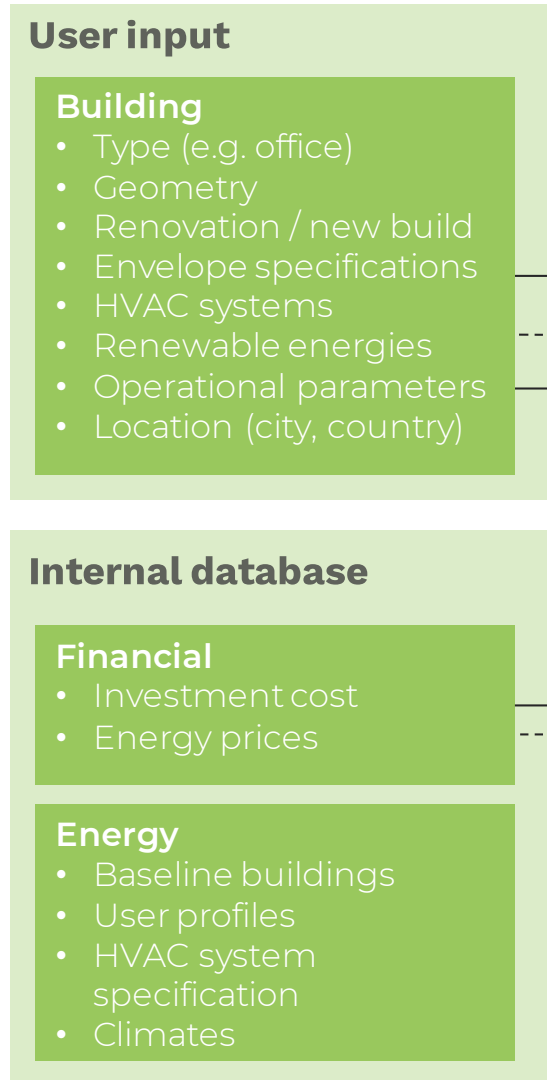 User input
Building
• Type (e.g. office)
• Geometry
• Renovation / new build
• Envelope specifications
• HVAC systems
• Renewable energies
• Operational parameters
• Location (city, country)
Internal database
Financial
• Investment cost
• Energy prices
Energy
• Baseline buildings
• User profiles
• HVAC system
specification
• Climates